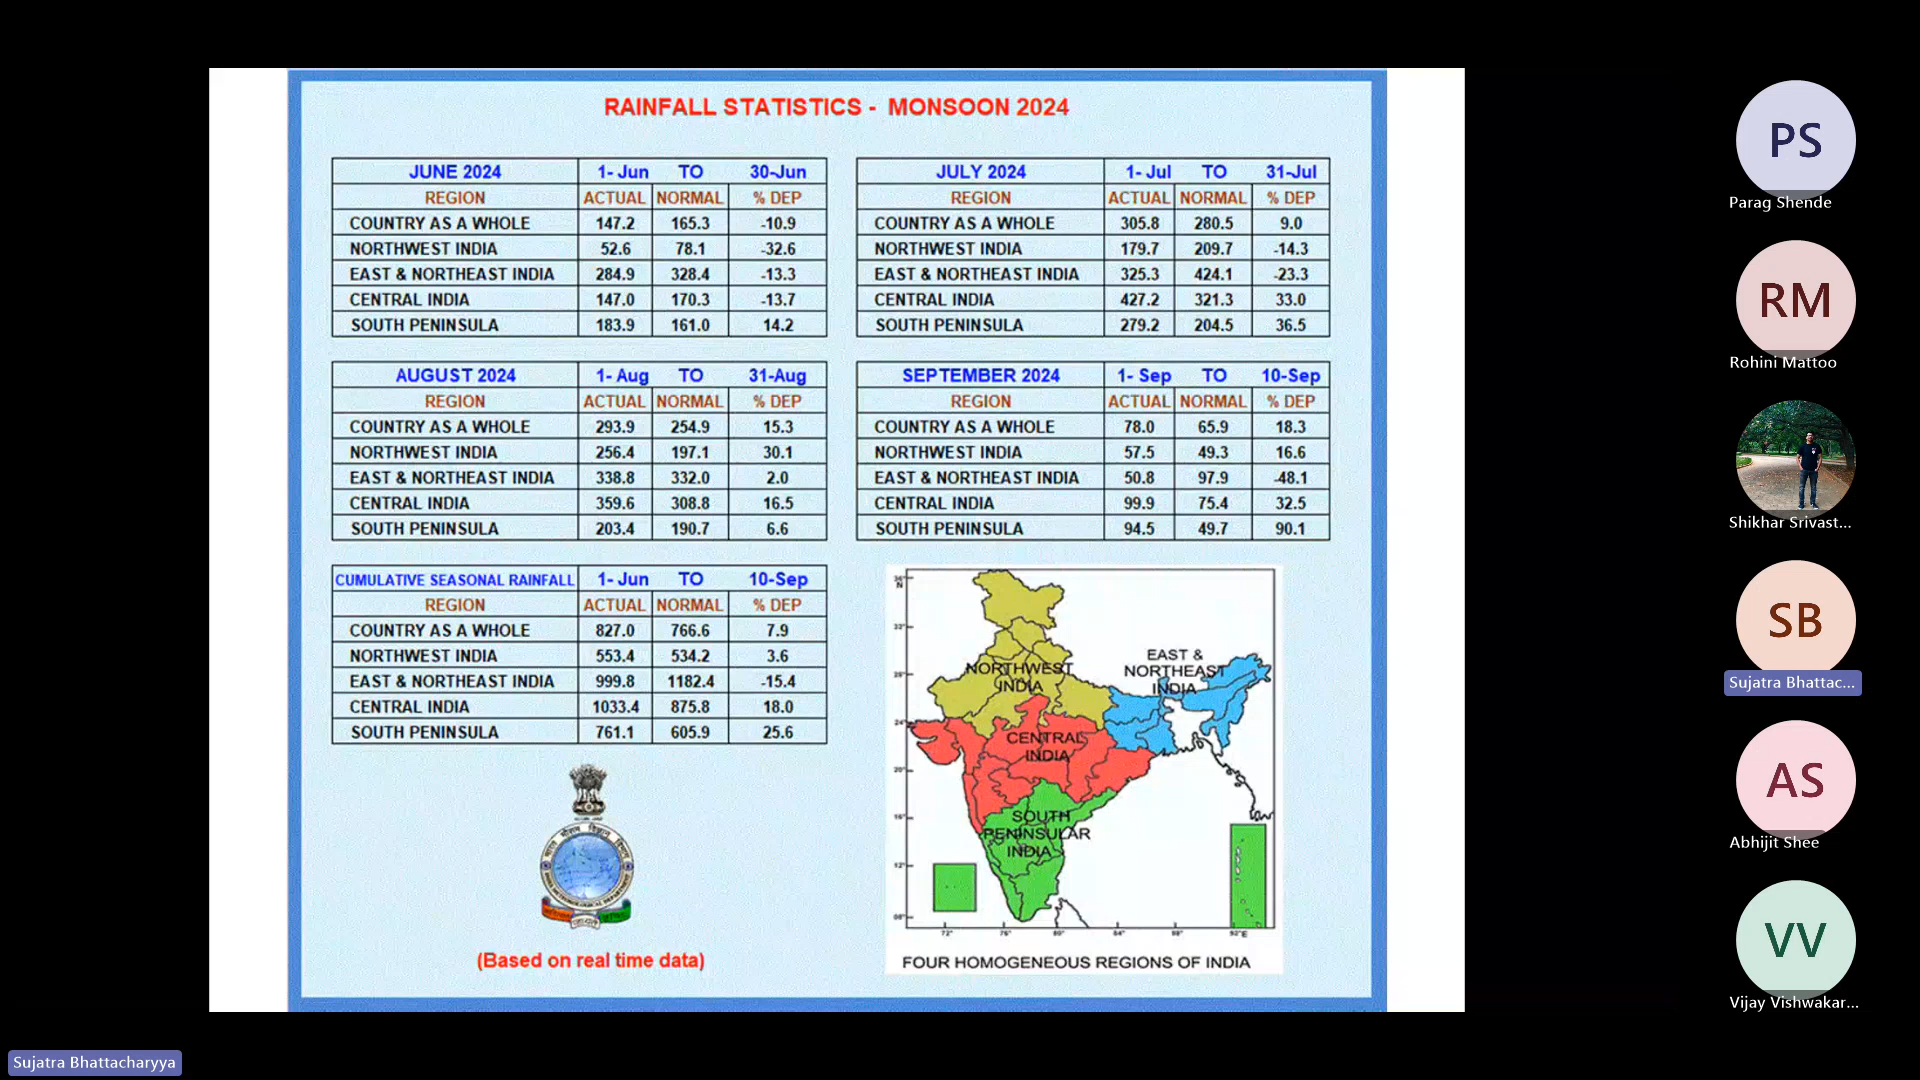 RAINFALL STATISTICS - MONSOON 2024
JUNE 2024 1- Jun TO 30-Jun
REGION ACTUAL NORMAL % DEP
COUNTRY AS A WHOLE 147.2 165.3 -10.9
NORTHWEST INDIA 52.6 78.1 -32.6
EAST & NORTHEAST INDIA 284.9 328.4 -13.3
CENTRAL INDIA 147.0 170.3 -13.7
SOUTH PENINSULA 183.9 161.0 14.2
JULY 2024 1- Jul TO 31-Jul
REGION ACTUAL NORMAL % DEP
COUNTRY AS A WHOLE 305.8 280.5 9.0
NORTHWEST INDIA 179.7 209.7 -14.3
EAST & NORTHEAST INDIA 325.3 424.1 -23.3
CENTRAL INDIA 427.2 321.3 33.0
SOUTH PENINSULA 279.2 204.5 36.5
AUGUST 2024 1- Aug TO 31-Aug
REGION ACTUAL NORMAL % DEP
COUNTRY AS A WHOLE 293.9 254.9 15.3
NORTHWEST INDIA 256.4 197.1 30.1
EAST & NORTHEAST INDIA 338.8 332.0 2.0
CENTRAL INDIA 359.6 308.8 16.5
SOUTH PENINSULA 203.4 190.7 6.6
SEPTEMBER 2024 1- Sep TO 10-Sep
REGION ACTUAL NORMAL % DEP
COUNTRY AS A WHOLE 78.0 65.9 18.3
NORTHWEST INDIA 57.5 49.3 16.6
EAST & NORTHEAST INDIA 50.8 97.9 -48.1
CENTRAL INDIA 99.9 75.4 32.5
SOUTH PENINSULA 94.5 49.7 90.1
CUMULATIVE SEASONAL RAINFALL 1- Jun TO 10-Sep
REGION ACTUAL NORMAL % DEP
COUNTRY AS A WHOLE 827.0 766.6 7.9
NORTHWEST INDIA 553.4 534.2 3.6
EAST & NORTHEAST INDIA 999.8 1182.4 -15.4
CENTRAL INDIA 1033.4 875.8 18.0
SOUTH PENINSULA 761.1 605.9 25.6
(Based on real time data)
N
NORTHWEST
INDIA
EAST &
NORTHEAST
INDIA
CENTRAL
INDIA
SOUTH
PENINSULAR
INDIA
24°
20°
12°
72°
76°
80°
84°
FOUR HOMOGENEOUS REGIONS OF INDIA
PS
Parag Shende
RM
Rohini Mattoo
Shikhar Srivast...
SB
Sujatra Bhattac...
AS
Abhijit Shee
VV
Vijay Vishwakar...
Sujatra Bhattacharyya